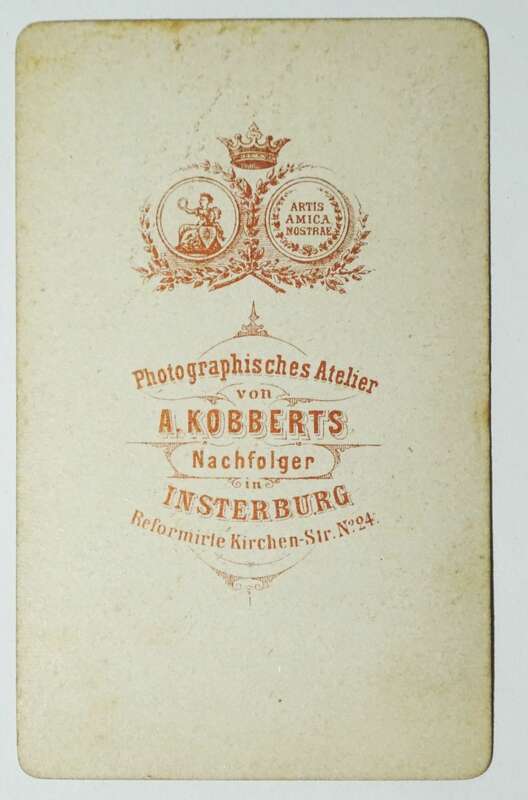 ARTIS
AMICA
NOSTRAE
Photographisches Atelier
von
A. KOBBERTS
Nachfolger
in
INSTERBURG
Reformirte Kirchen-Str. No. 24.